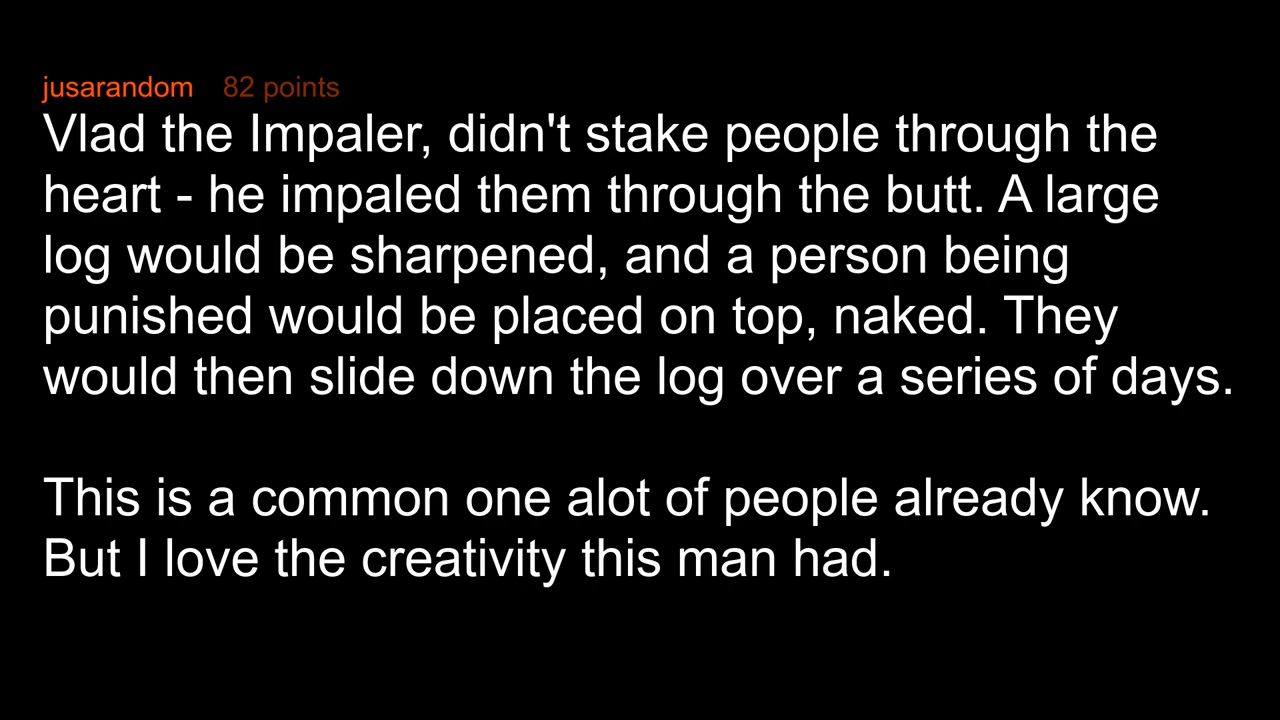 jusarandom 82 points
Vlad the Impaler, didn't stake people through the
heart - he impaled them through the butt. A large
log would be sharpened, and a person being
punished would be placed on top, naked. They
would then slide down the log over a series of days.
This is a common one alot of people already know.
But I love the creativity this man had.